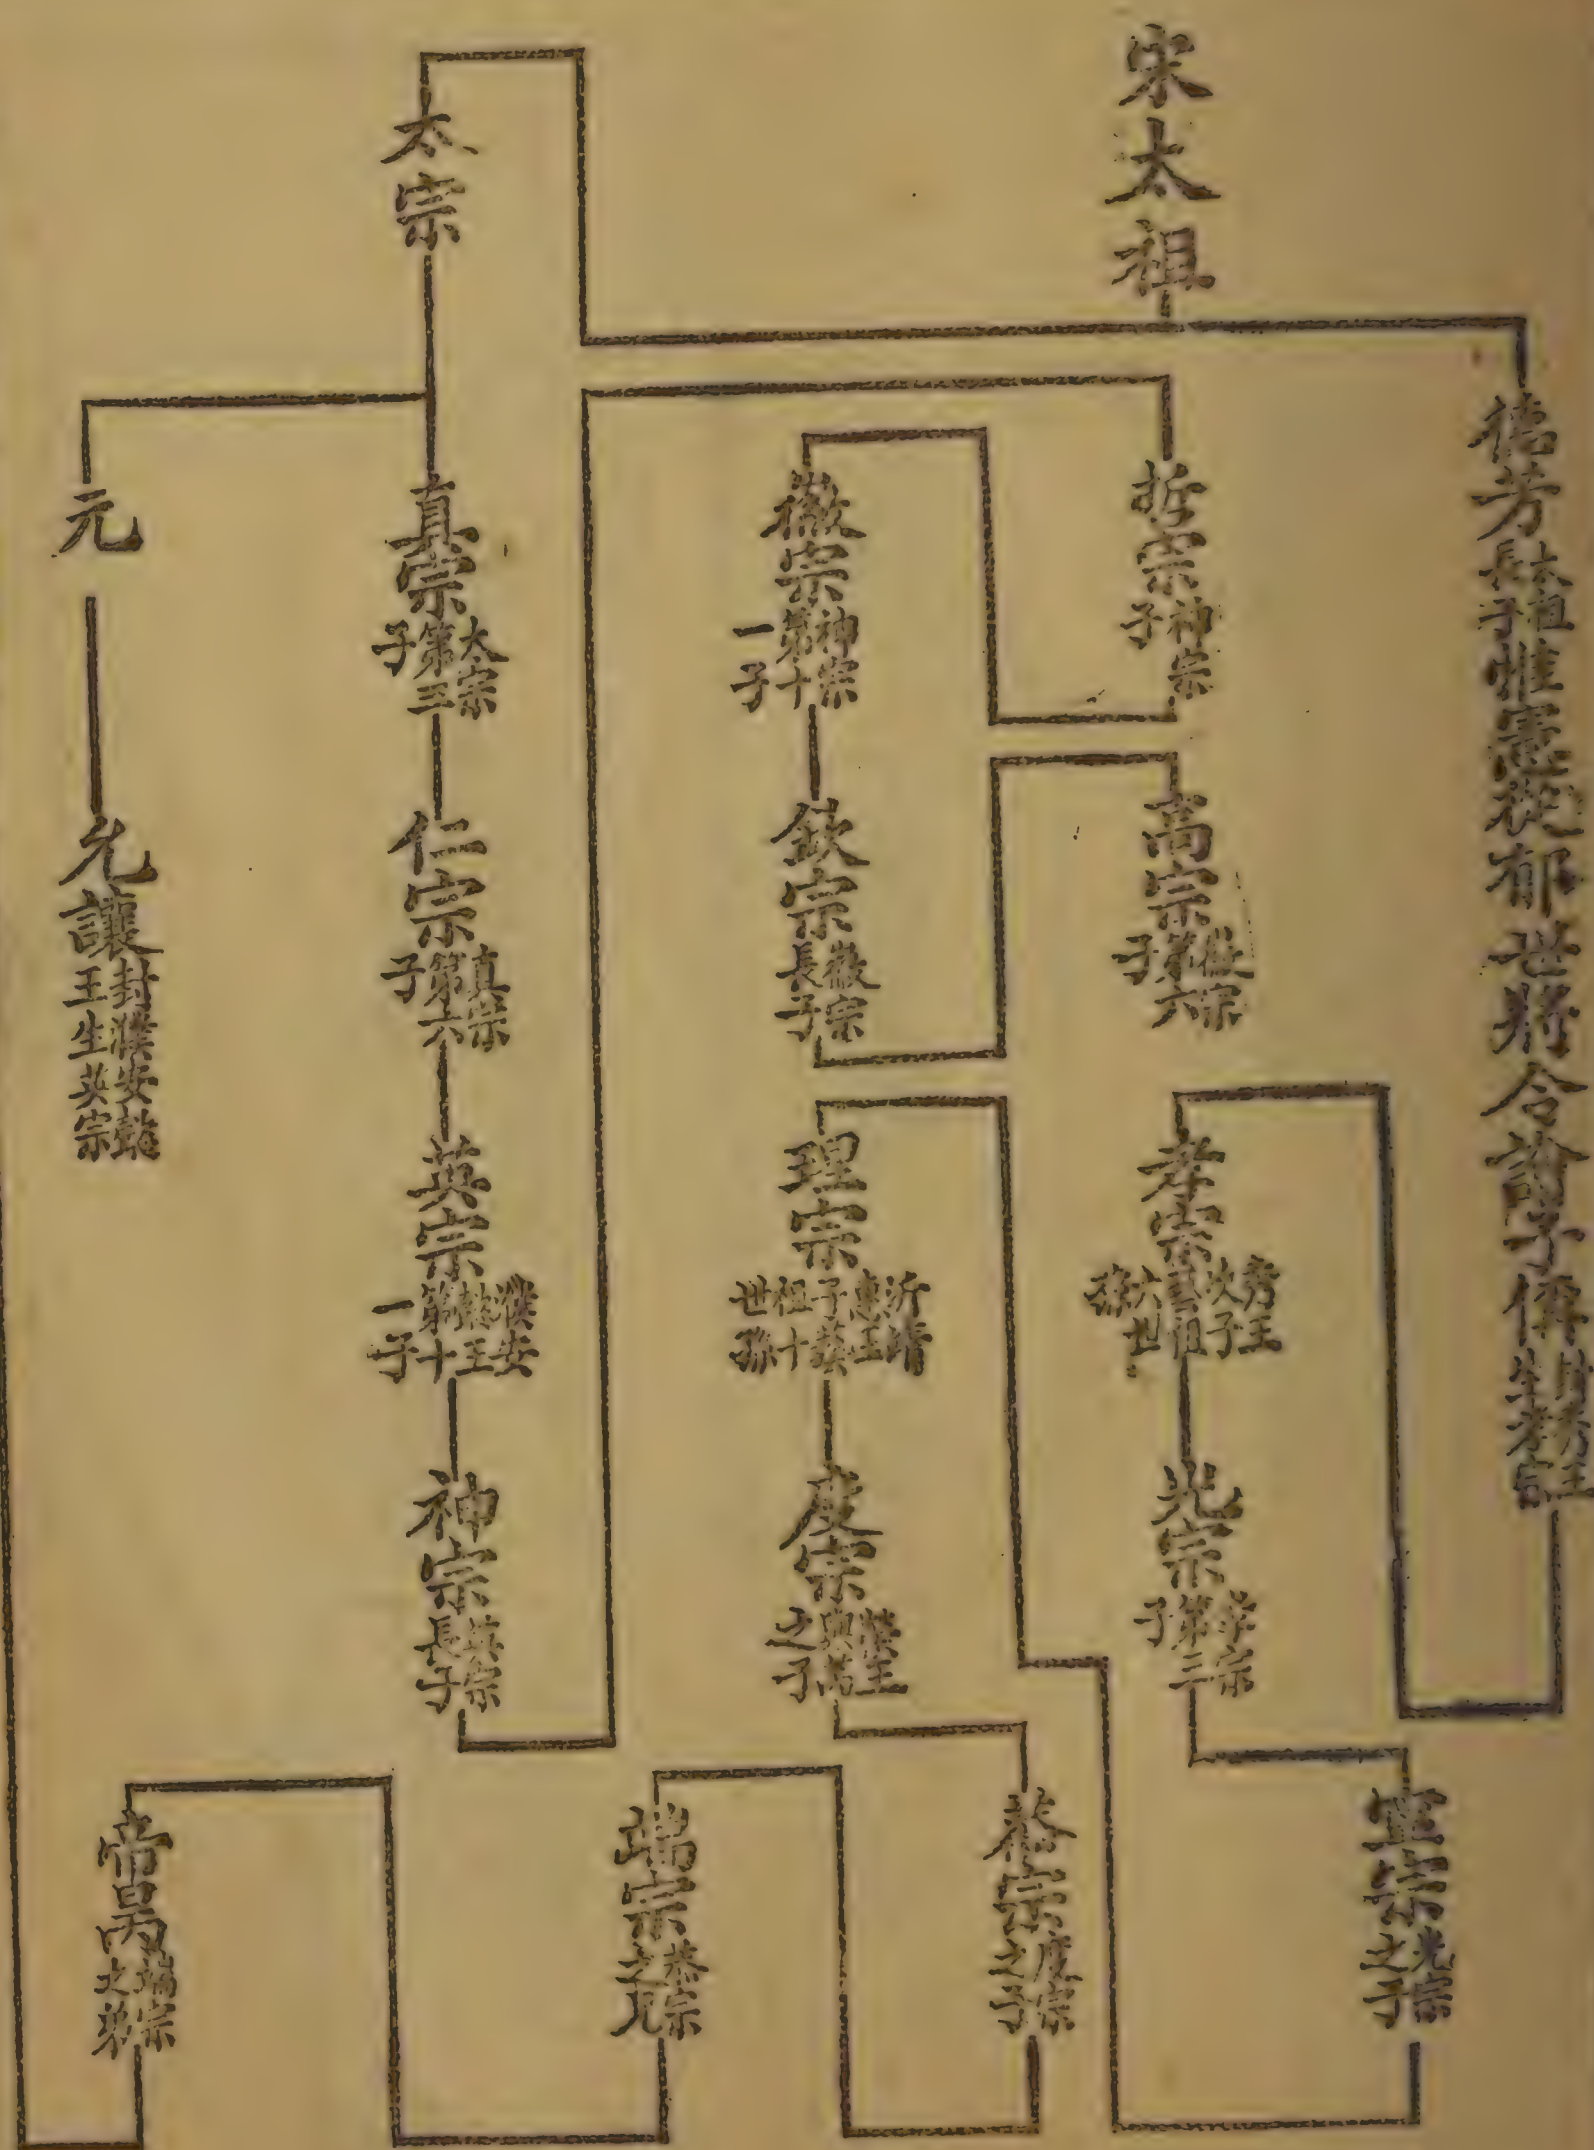 宋太祖
德芳 太祖長子惟憲從郁世將令譮子偁 封秀王生孝宗
太宗
真宗 太宗第三子
仁宗 真宗第六子
英宗 濮安懿王第十一子
神宗 英宗長子
元
允讓 封濮安懿王生英宗
哲宗 神宗子
徽宗 神宗第十一子
欽宗 徽宗長子
高宗 徽宗第六子
孝宗 秀王次子 祖六世孫
光宗 孝宗第三子
寧宗 光宗之子
理宗 沂靖惠王子藝祖十世孫
度宗 榮王與芮之子
恭宗 度宗之子
端宗 恭宗之兄
帝昺 端宗之弟